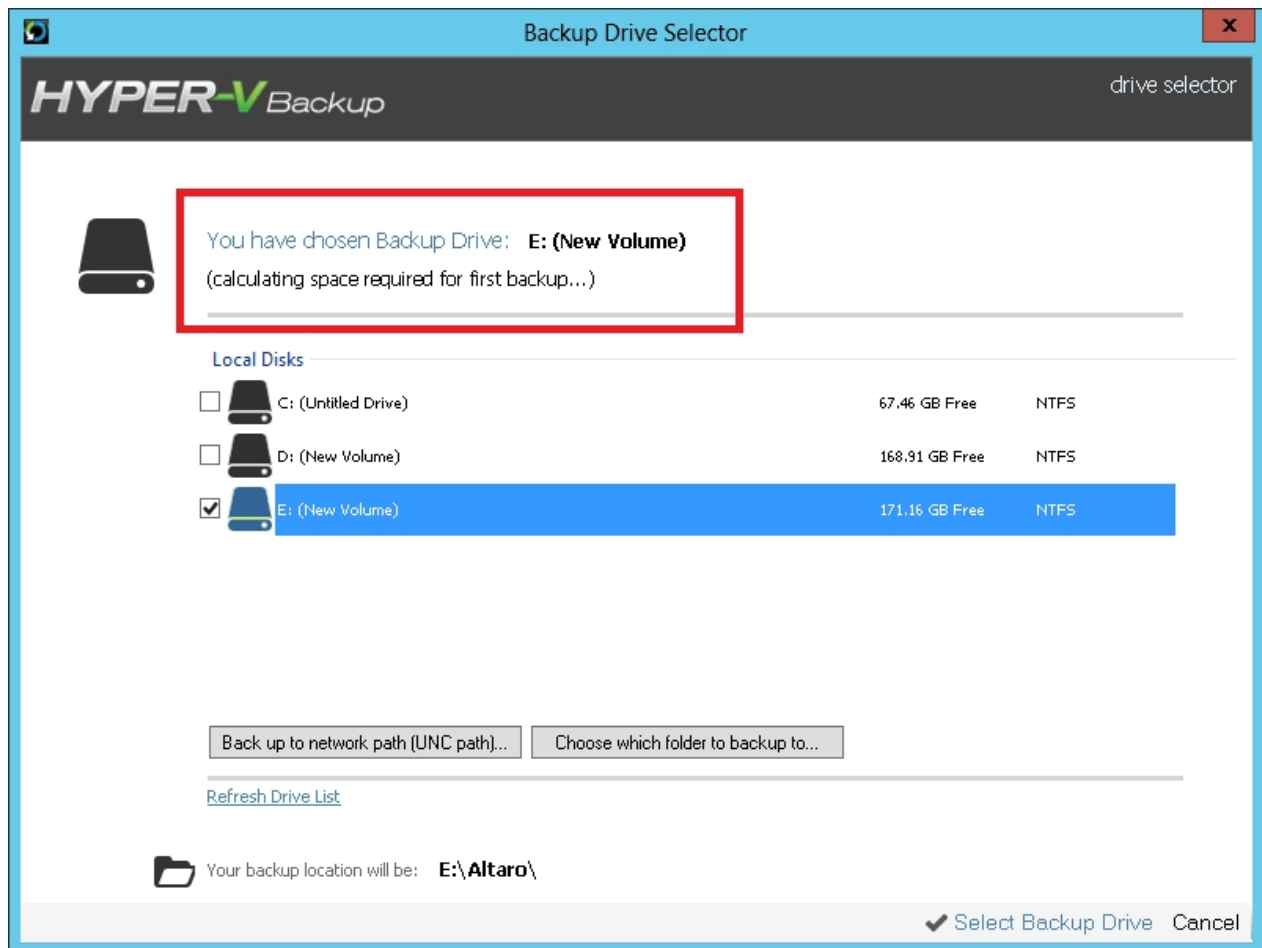 Backup Drive Selector
x
HYPER-V Backup
drive selector
You have chosen Backup Drive: E: (New Volume)
(calculating space required for first backup...)
Local Disks
C: (Untitled Drive) 67.46 GB Free NTFS
D: (New Volume) 168.91 GB Free NTFS
E: (New Volume) 171.16 GB Free NTFS
Back up to network path (UNC path)... Choose which folder to backup to...
Refresh Drive List
Your backup location will be: E:\Altaro\
Select Backup Drive Cancel